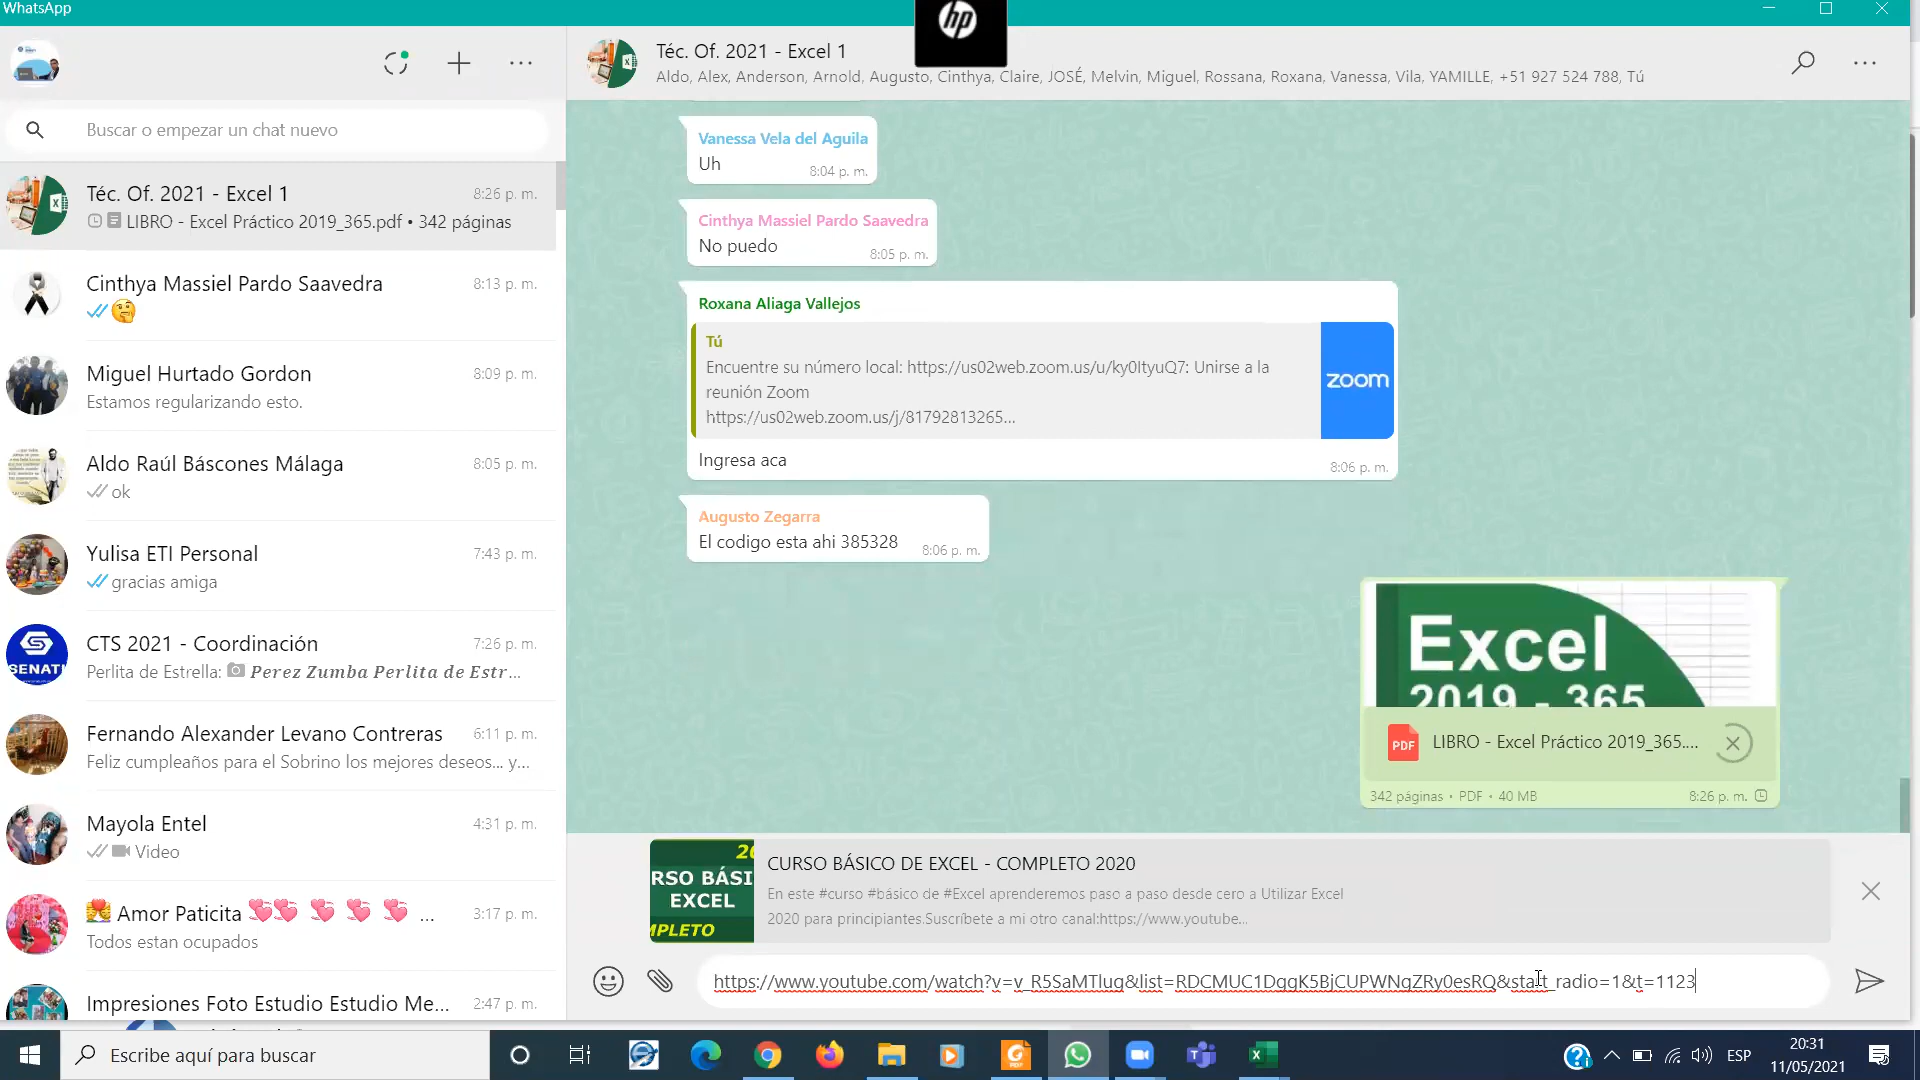 WhatsApp
Buscar o empezar un chat nuevo
Téc. Of. 2021 - Excel 1
8:26 p. m.
LIBRO - Excel Práctico 2019_365.pdf • 342 páginas
Cinthya Massiel Pardo Saavedra
8:13 p. m.
Miguel Hurtado Gordon
8:09 p. m.
Estamos regularizando esto.
Aldo Raúl Báscones Málaga
8:05 p. m.
ok
Yulisa ETI Personal
7:43 p. m.
gracias amiga
SENATI
CTS 2021 - Coordinación
7:26 p. m.
Perlita de Estrella: Perez Zumba Perlita de Estr...
Fernando Alexander Levano Contreras
6:11 p. m.
Feliz cumpleaños para el Sobrino los mejores deseos... y...
Mayola Entel
4:31 p. m.
Video
Amor Paticita ...
3:17 p. m.
Todos estan ocupados
Impresiones Foto Estudio Estudio Me...
2:47 p. m.
hp
Téc. Of. 2021 - Excel 1
Aldo, Alex, Anderson, Arnold, Augusto, Cinthya, Claire, JOSÉ, Melvin, Miguel, Rossana, Roxana, Vanessa, Vila, YAMILLE, +51 927 524 788, Tú
Vanessa Vela del Aguila
Uh
8:04 p. m.
Cinthya Massiel Pardo Saavedra
No puedo
8:05 p. m.
Roxana Aliaga Vallejos
Tú
Encuentre su número local: https://us02web.zoom.us/u/ky0ItyuQ7: Unirse a la
reunión Zoom
https://us02web.zoom.us/j/81792813265...
zoom
Ingresa aca
8:06 p. m.
Augusto Zegarra
El codigo esta ahi 385328
8:06 p. m.
Excel
2019 - 365
PDF
LIBRO - Excel Práctico 2019_365....
342 páginas • PDF • 40 MB
8:26 p. m.
RSO BÁSI
EXCEL
MPLETO
CURSO BÁSICO DE EXCEL - COMPLETO 2020
En este #curso #básico de #Excel aprenderemos paso a paso desde cero a Utilizar Excel
2020 para principiantes.Suscríbete a mi otro canal:https://www.youtube...
https://www.youtube.com/watch?v=v_R5SaMTlug&list=RDCMUC1DggK5BjCUPWNgZRy0esRQ&start_radio=1&t=1123
Escribe aquí para buscar
ESP
20:31
11/05/2021